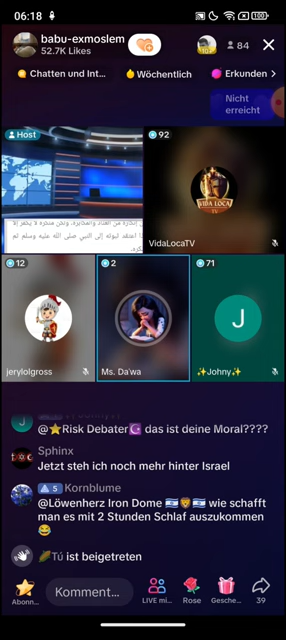 06:18
100
babu-exmoslem
52.7K Likes
84
Chatten und Int...
Wöchentlich
Erkunden
Nicht
erreicht
Host
92
VIDA LOCA
VidaLocaTV
12
jerylolgross
2
Ms. Da'wa
71
J
✨Johny✨
@⭐Risk Debater☪️ das ist deine Moral????
Sphinx
Jetzt steh ich noch mehr hinter Israel
5 Kornblume
@Löwenherz Iron Dome 🇮🇱🦁🇮🇱 wie schafft
man es mit 2 Stunden Schlaf auszukommen
😂
🌽Tú ist beigetreten
Abonn...
Komment...
LIVE mi...
Rose
Gesche...
39